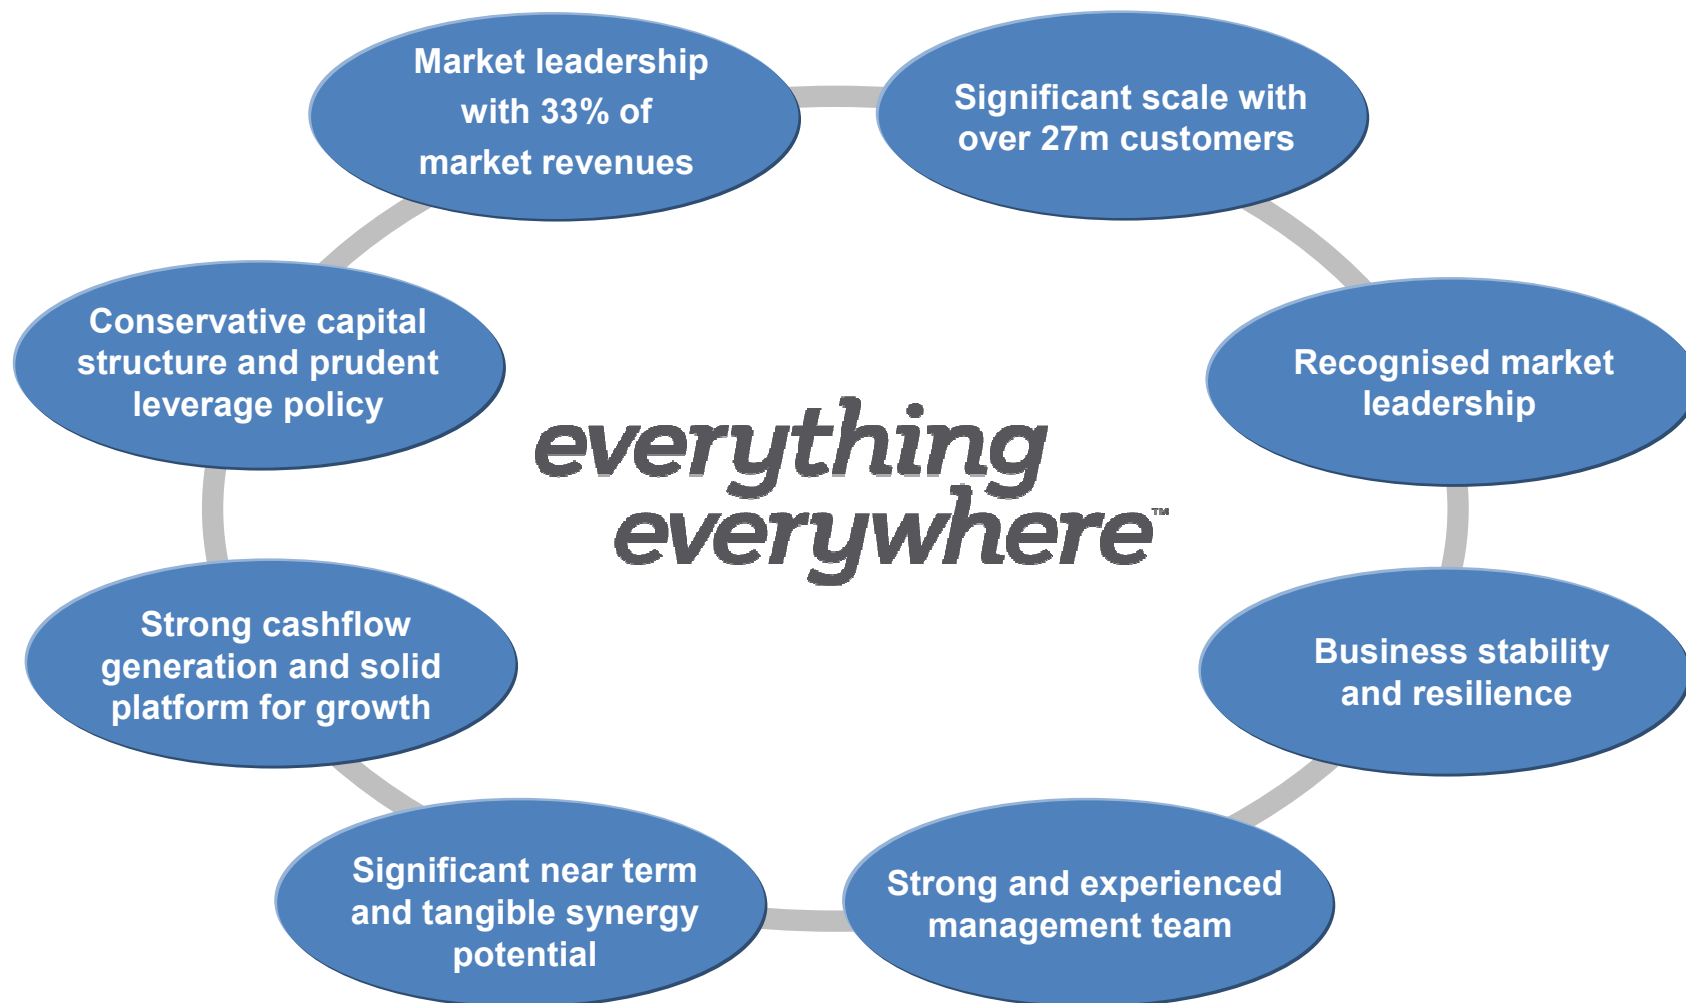 Market leadership
with 33% of
market revenues
Significant scale with
over 27m customers
Recognised market
leadership
Business stability
and resilience
Strong and experienced
management team
Significant near term
and tangible synergy
potential
Strong cashflow
generation and solid
platform for growth
Conservative capital
structure and prudent
leverage policy
everything
everywhere™